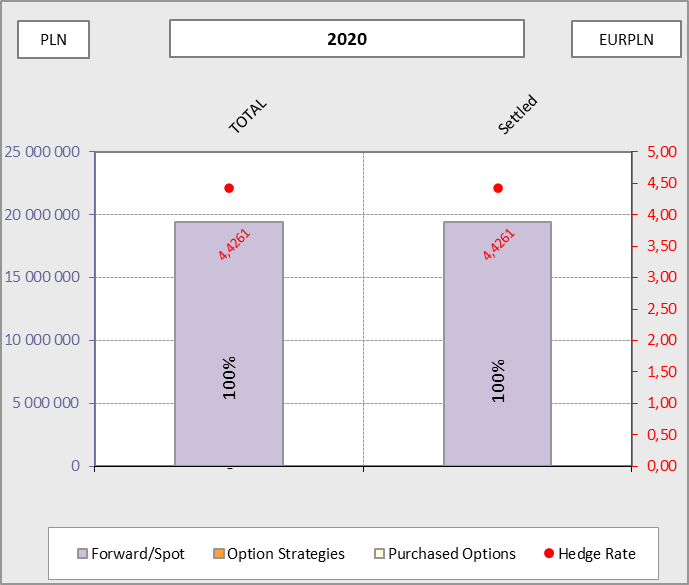 PLN
2020
EURPLN
TOTAL
Settled
25 000 000
20 000 000
15 000 000
10 000 000
5 000 000
0
5,00
4,50
4,00
3,50
3,00
2,50
2,00
1,50
1,00
0,50
0,00
4,4261
4,4261
100%
100%
-
Forward/Spot
Option Strategies
Purchased Options
Hedge Rate